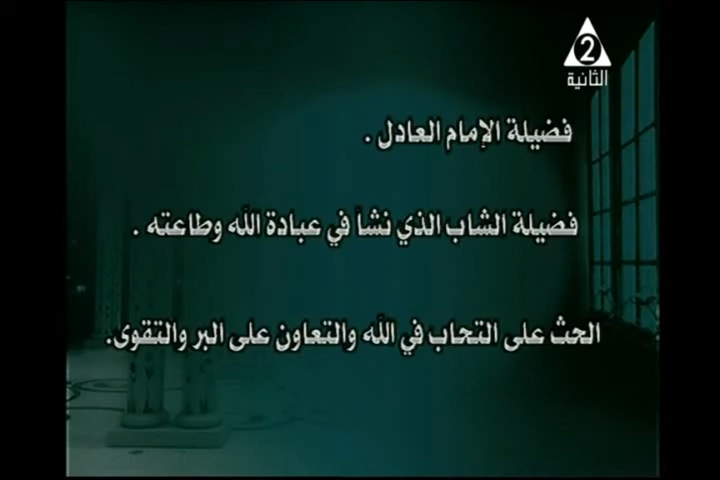 2
الثانية
فضيلة الإمام العادل .
فضيلة الشاب الذي نشأ في عبادة الله وطاعته .
الحث على التحاب في الله والتعاون على البر والتقوى.